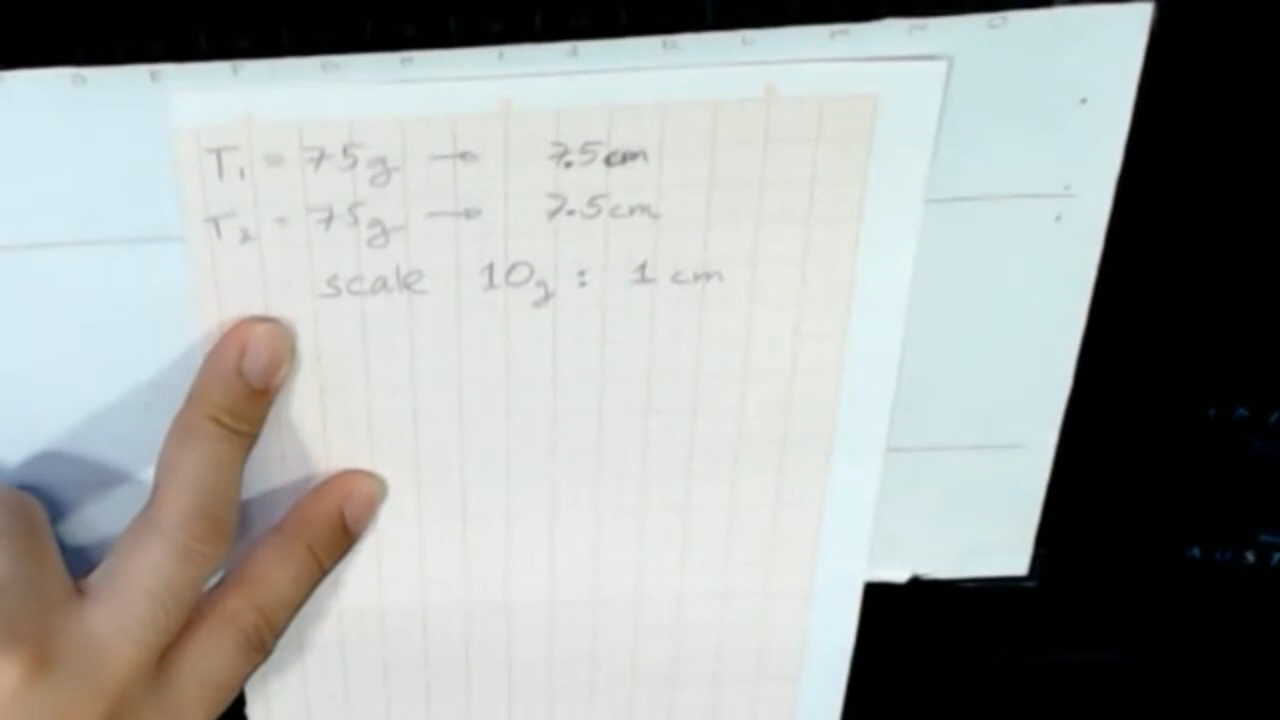 T₁ = 75g → 7.5cm
T₂ = 75g → 7.5cm
scale 10g : 1 cm